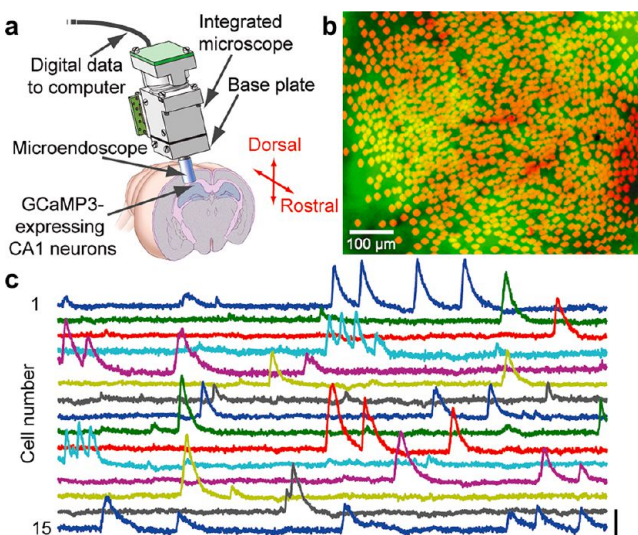 a
Digital data
to computer
Integrated
microscope
Base plate
Microendoscope
Dorsal
Rostral
GCaMP3-
expressing
CA1 neurons
b
100 µm
c
1
Cell number
15